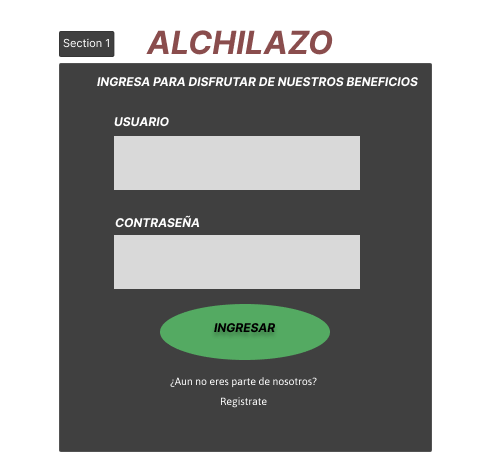 Section 1
ALCHILAZO
INGRESA PARA DISFRUTAR DE NUESTROS BENEFICIOS
USUARIO
CONTRASEÑA
INGRESAR
¿Aun no eres parte de nosotros?
Registrate